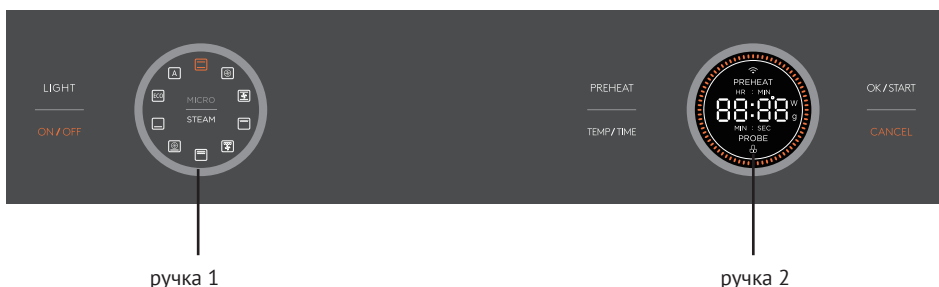 LIGHT
ON / OFF
A
ECO
MICRO
STEAM
PREHEAT
TEMP/TIME
PREHEAT
HR : MIN
88:88 W
g
MIN : SEC
PROBE
OK/START
CANCEL
ручка 1
ручка 2